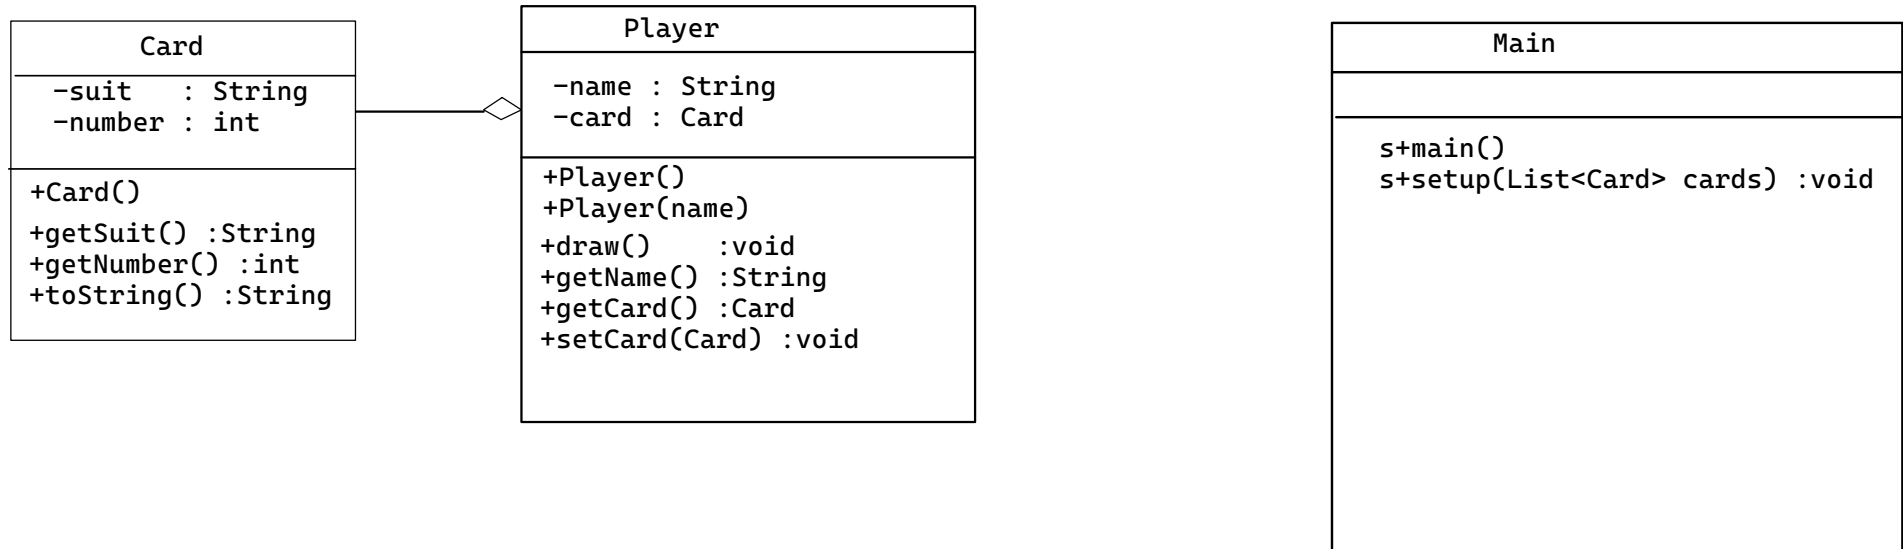 Card
-suit   : String
-number : int
+Card()
+getSuit() :String
+getNumber() :int
+toString() :String
Player
-name : String
-card : Card
+Player()
+Player(name)
+draw()    :void
+getName() :String
+getCard() :Card
+setCard(Card) :void
Main
s+main()
s+setup(List<Card> cards) :void